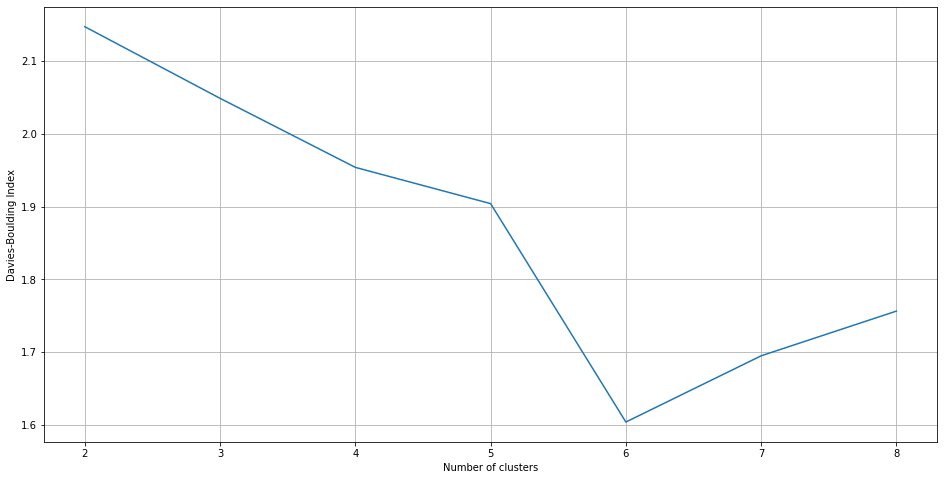 Davies-Boulding Index
2.1
2.0
1.9
1.8
1.7
1.6
2 3 4 5 6 7 8
Number of clusters